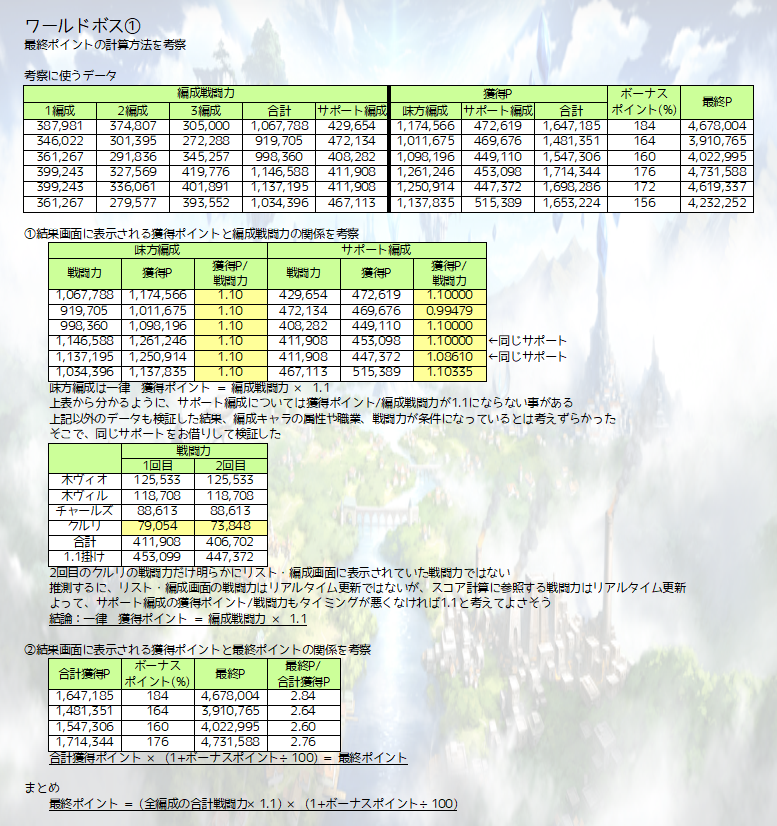 ワールドボス①
最終ポイントの計算方法を考察
考察に使うデータ
編成戦闘力 獲得P ボーナスポイント(%) 最終P
1編成 2編成 3編成 合計 サポート編成 味方編成 サポート編成 合計
387,981 374,807 305,000 1,067,788 429,654 1,174,566 472,619 1,647,185 184 4,678,004
346,022 301,395 272,288 919,705 472,134 1,011,675 469,676 1,481,351 164 3,910,765
361,267 291,836 345,257 998,360 408,282 1,098,196 449,110 1,547,306 160 4,022,995
399,243 327,569 419,776 1,146,588 411,908 1,261,246 453,098 1,714,344 176 4,731,588
399,243 336,061 401,891 1,137,195 411,908 1,250,914 447,372 1,698,286 172 4,619,337
361,267 279,577 393,552 1,034,396 467,113 1,137,835 515,389 1,653,224 156 4,232,252
①結果画面に表示される獲得ポイントと編成戦闘力の関係を考察
味方編成 サポート編成
戦闘力 獲得P 獲得P/戦闘力 戦闘力 獲得P 獲得P/戦闘力
1,067,788 1,174,566 1.10 429,654 472,619 1.10000
919,705 1,011,675 1.10 472,134 469,676 0.99479
998,360 1,098,196 1.10 408,282 449,110 1.10000
1,146,588 1,261,246 1.10 411,908 453,098 1.10000 ←同じサポート
1,137,195 1,250,914 1.10 411,908 447,372 1.08610 ←同じサポート
1,034,396 1,137,835 1.10 467,113 515,389 1.10335
味方編成は一律 獲得ポイント = 編成戦闘力 × 1.1
上表から分かるように、サポート編成については獲得ポイント/編成戦闘力が1.1にならない事がある
上記以外のデータも検証した結果、編成キャラの属性や職業、戦闘力が条件になっているとは考えずらかった
そこで、同じサポートをお借りして検証した
戦闘力
1回目 2回目
木ヴィオ 125,533 125,533
木ヴィル 118,708 118,708
チャールズ 88,613 88,613
クルリ 79,054 73,848
合計 411,908 406,702
1.1掛け 453,099 447,372
2回目のクルリの戦闘力だけ明らかにリスト・編成画面に表示されていた戦闘力ではない
推測するに、リスト・編成画面の戦闘力はリアルタイム更新ではないが、スコア計算に参照する戦闘力はリアルタイム更新
よって、サポート編成の獲得ポイント/戦闘力もタイミングが悪くなければ1.1と考えてよさそう
結論：一律 獲得ポイント = 編成戦闘力 × 1.1
②結果画面に表示される獲得ポイントと最終ポイントの関係を考察
合計獲得P ボーナスポイント(%) 最終P 最終P/合計獲得P
1,647,185 184 4,678,004 2.84
1,481,351 164 3,910,765 2.64
1,547,306 160 4,022,995 2.60
1,714,344 176 4,731,588 2.76
合計獲得ポイント × (1+ボーナスポイント÷100) = 最終ポイント
まとめ
最終ポイント = (全編成の合計戦闘力×1.1) × (1+ボーナスポイント÷100)